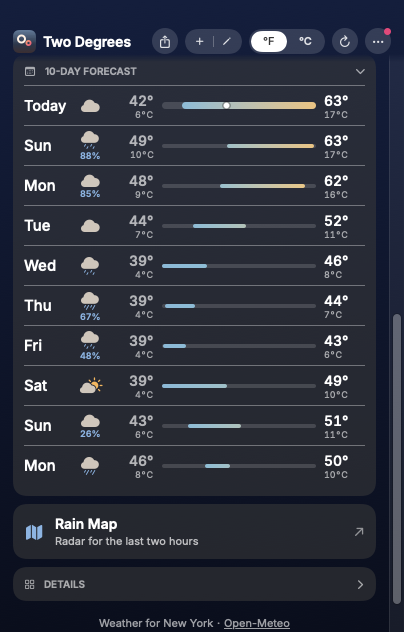 Two Degrees
°F
°C
10-DAY FORECAST
Today 42° 63°
6°C 17°C
Sun 49° 63°
88% 10°C 17°C
Mon 48° 62°
85% 9°C 16°C
Tue 44° 52°
7°C 11°C
Wed 39° 46°
4°C 8°C
Thu 39° 44°
67% 4°C 7°C
Fri 39° 43°
48% 4°C 6°C
Sat 39° 49°
4°C 10°C
Sun 43° 51°
26% 6°C 11°C
Mon 46° 50°
8°C 10°C
Rain Map
Radar for the last two hours
DETAILS
Weather for New York · Open-Meteo